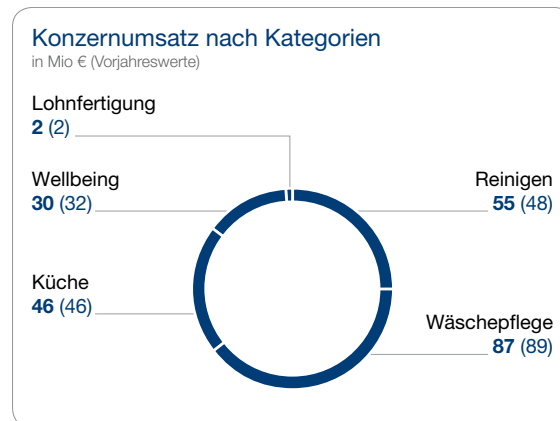 Konzernumsatz nach Kategorien
in Mio € (Vorjahreswerte)
Lohnfertigung
2 (2)
Wellbeing
30 (32)
Reinigen
55 (48)
Küche
46 (46)
Wäschepflege
87 (89)